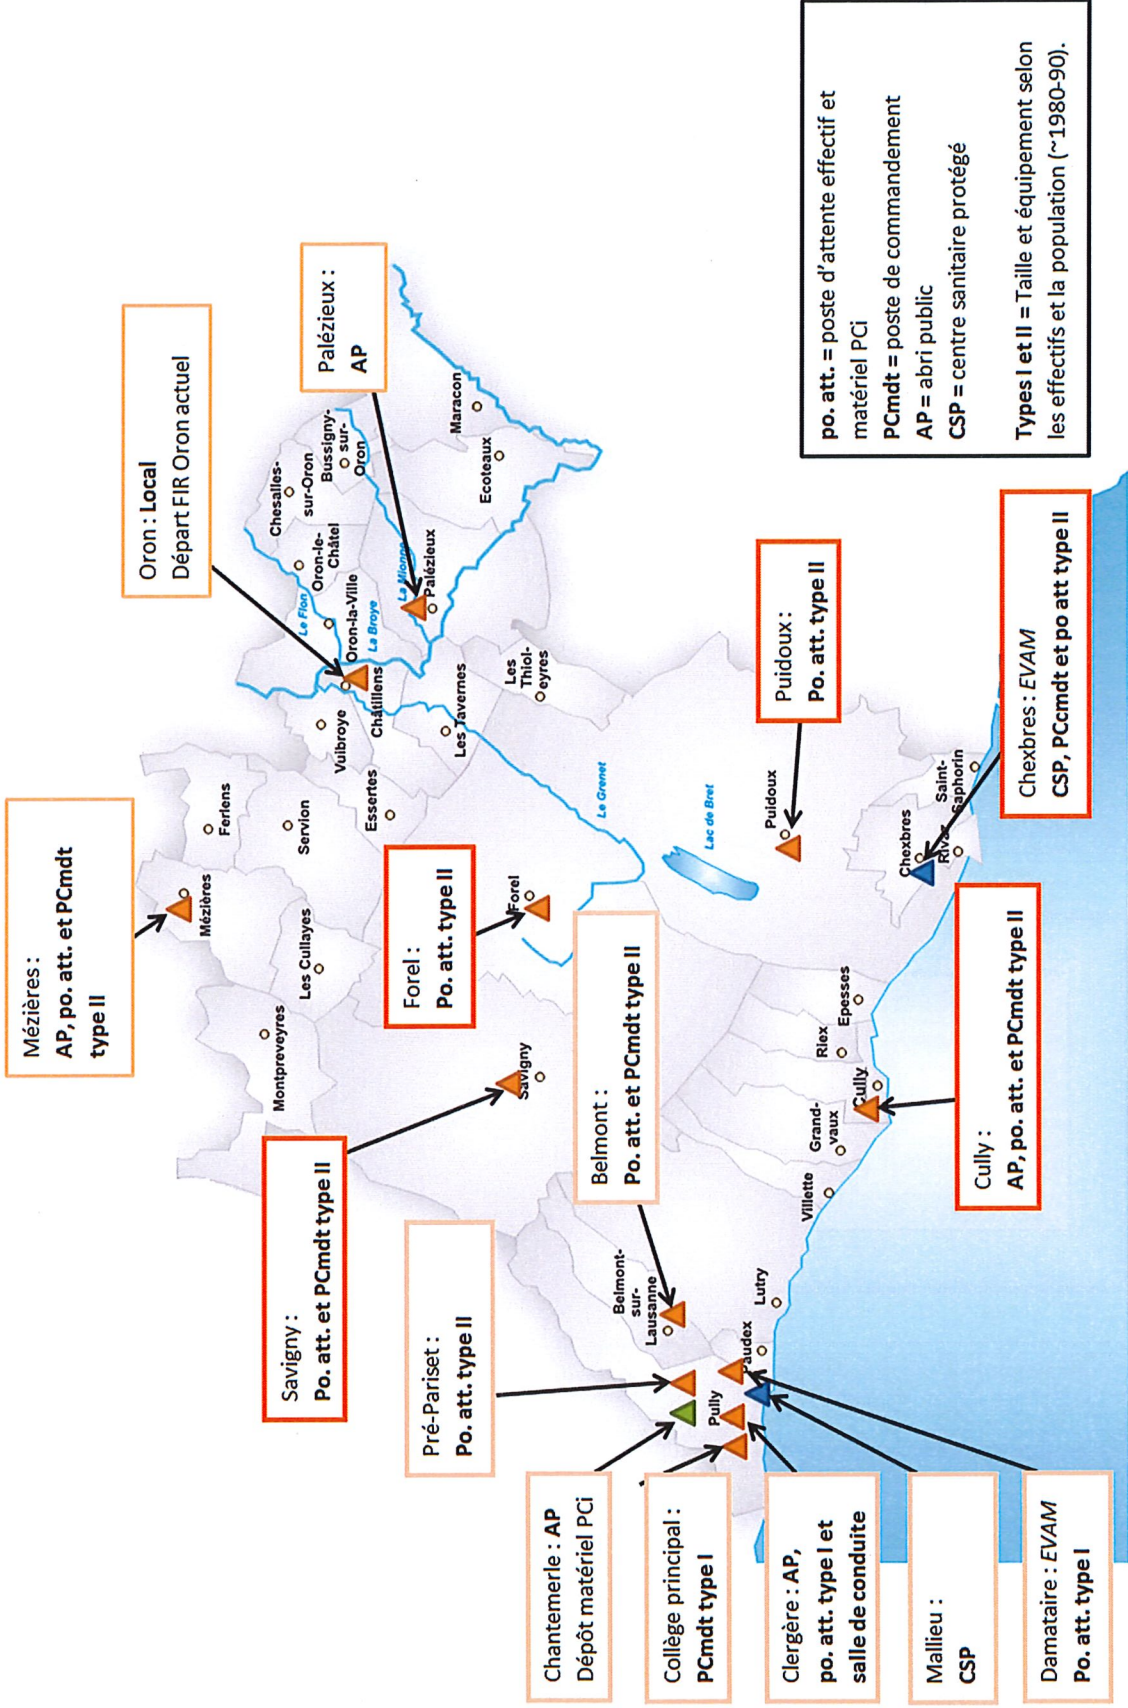 Mézières :
AP, po. att. et PCmdt
type II
Oron : Local
Départ FIR Oron actuel
Palézieux :
AP
Savigny :
Po. att. et PCmdt type II
Forel :
Po. att. type II
Pré-Pariset :
Po. att. type II
Belmont :
Po. att. et PCmdt type II
Puidoux :
Po. att. type II
Chantemerle : AP
Dépôt matériel PCi
Collège principal :
PCmdt type I
Clergère : AP,
po. att. type I et
salle de conduite
Mallieu :
CSP
Damataire : EVAM
Po. att. type I
Cully :
AP, po. att. et PCmdt type II
Chexbres : EVAM
CSP, PCcmdt et po att type II
po. att. = poste d'attente effectif et
matériel PCi
PCmdt = poste de commandement
AP = abri public
CSP = centre sanitaire protégé
Types I et II = Taille et équipement selon
les effectifs et la population (~1980-90).
Mézières
Ferlens
Servion
Les Cullayes
Montpreveyres
Essertes
Vuibroye
Châtillens
Oron-la-Ville
Oron-le-
Châtel
Chesalles-
sur-Oron
Bussigny-
sur-
Oron
Maracon
Ecoteaux
Palézieux
Les Tavernes
Les
Thiol-
eyres
Le Flon
La Broye
La Mionne
Le Grenet
Lac de Bret
Forel
Savigny
Puidoux
Chexbres
Rivaz
Saint-
Saphorin
Epesses
Riex
Cully
Grand-
vaux
Villette
Lutry
Paudex
Pully
Belmont-
sur-
Lausanne